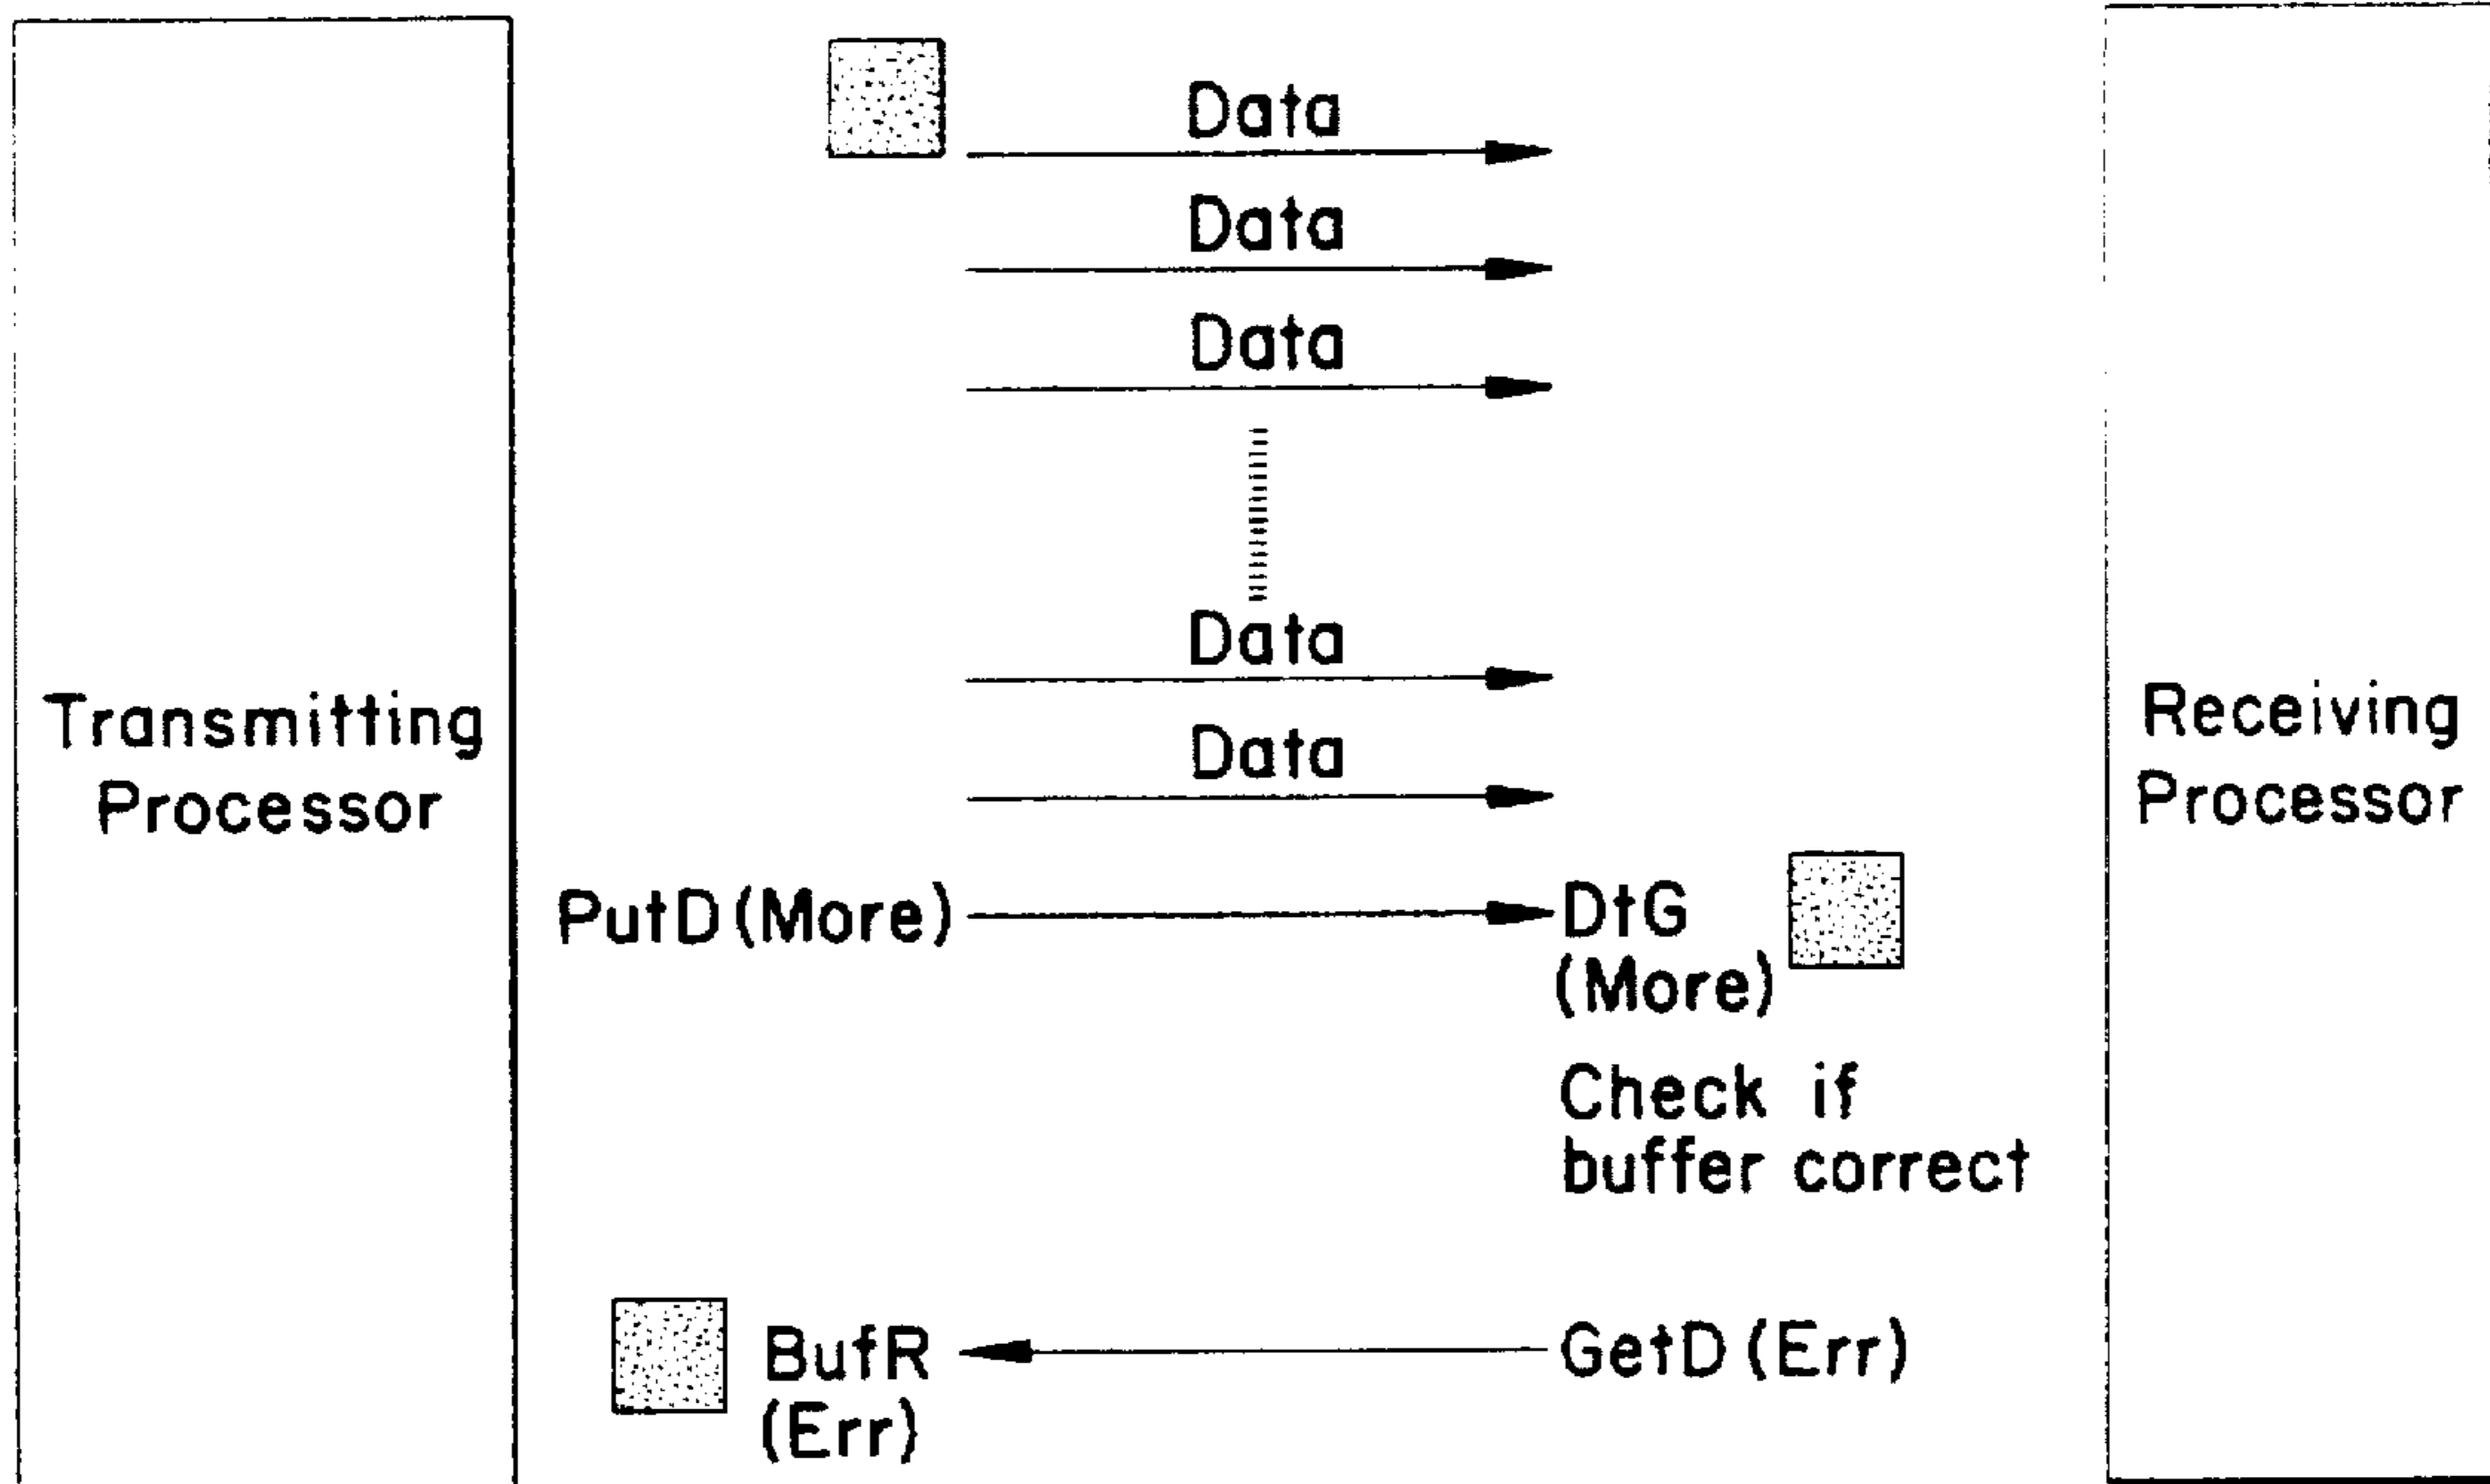 Data
Data
Data
Data
Transmitting
Processor
Data
Receiving
Processor
PutD (More)
DtG
(More)
Check if
buffer correct
BufR
(Err)
GetD (Err)